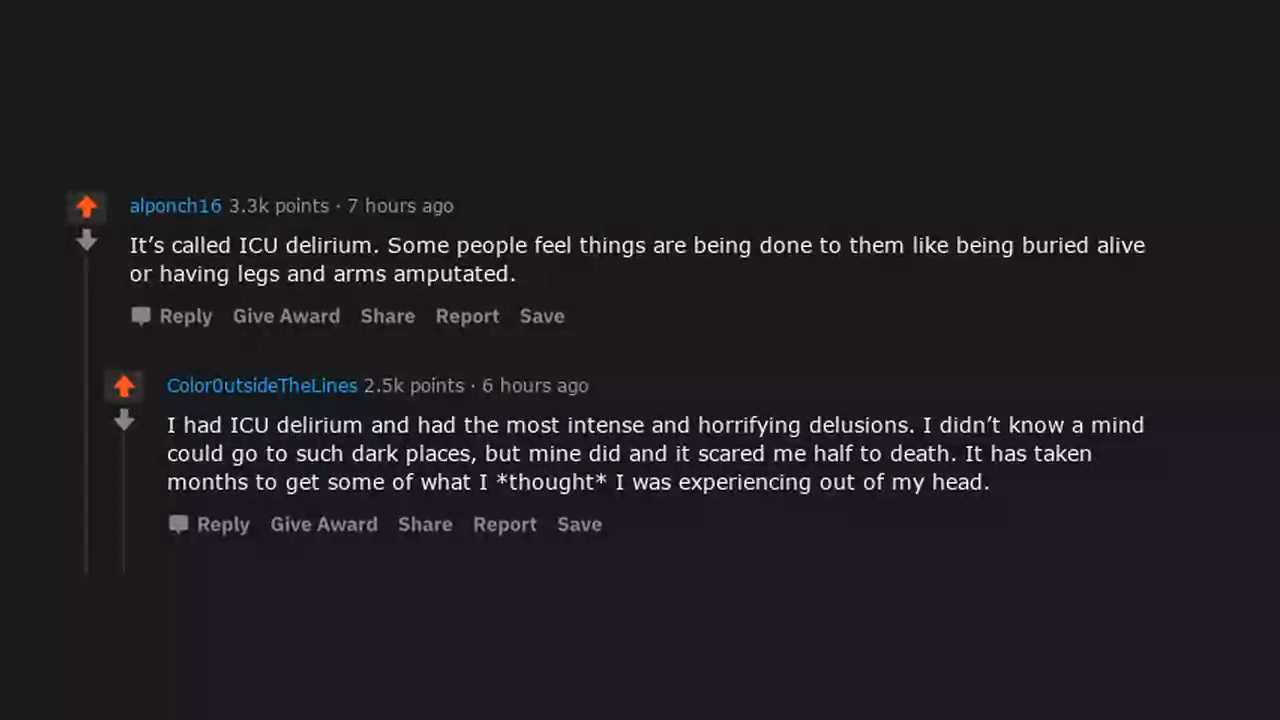 alponch16 3.3k points · 7 hours ago
It’s called ICU delirium. Some people feel things are being done to them like being buried alive
or having legs and arms amputated.
Reply Give Award Share Report Save
ColorOutsideTheLines 2.5k points · 6 hours ago
I had ICU delirium and had the most intense and horrifying delusions. I didn’t know a mind
could go to such dark places, but mine did and it scared me half to death. It has taken
months to get some of what I *thought* I was experiencing out of my head.
Reply Give Award Share Report Save